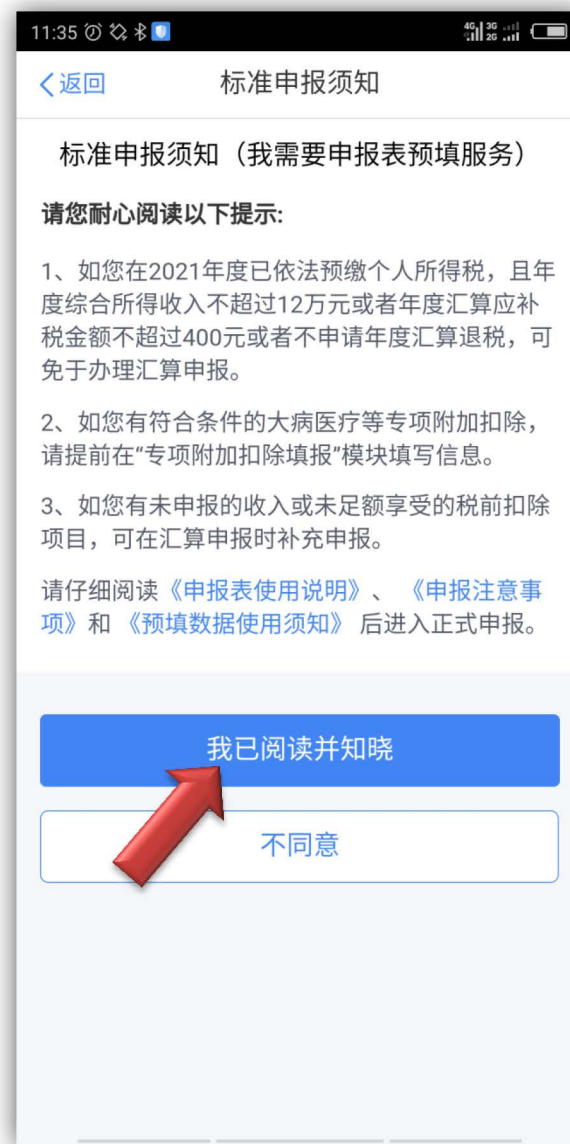 11:35
4G 3G 2G
返回
标准申报须知
标准申报须知（我需要申报表预填服务）
请您耐心阅读以下提示:
1、如您在2021年度已依法预缴个人所得税，且年
度综合所得收入不超过12万元或者年度汇算应补
税金额不超过400元或者不申请年度汇算退税，可
免于办理汇算申报。
2、如您有符合条件的大病医疗等专项附加扣除，
请提前在“专项附加扣除填报”模块填写信息。
3、如您有未申报的收入或未足额享受的税前扣除
项目，可在汇算申报时补充申报。
请仔细阅读《申报表使用说明》、 《申报注意事
项》和 《预填数据使用须知》 后进入正式申报。
我已阅读并知晓
不同意